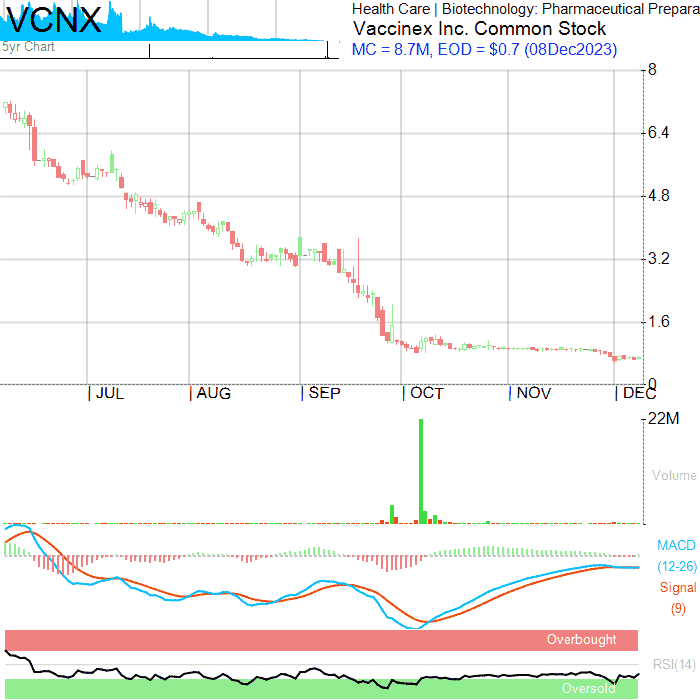 VCNX
5yr Chart
Health Care | Biotechnology: Pharmaceutical Prepara
Vaccinex Inc. Common Stock
MC = 8.7M, EOD = $0.7 (08Dec2023)
8
6.4
4.8
3.2
1.6
0
JUL AUG SEP OCT NOV DEC
22M
Volume
MACD
(12-26)
Signal
(9)
Overbought
RSI(14)
Oversold